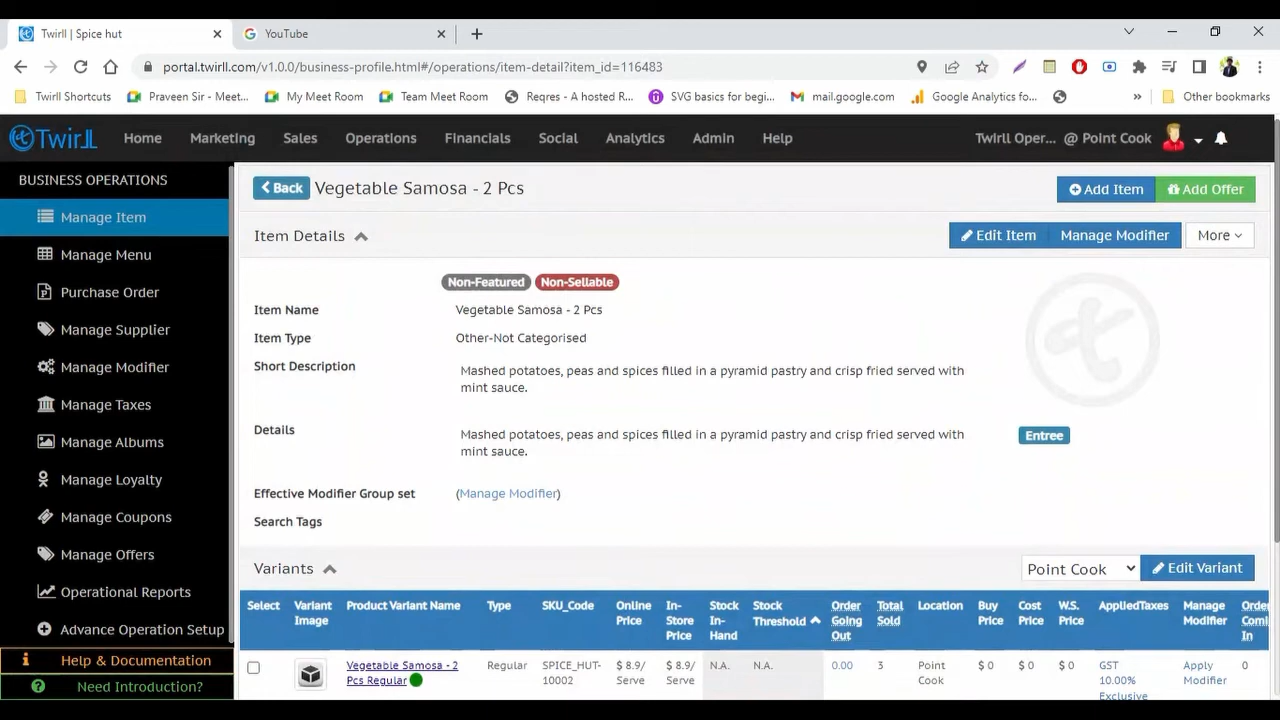 Twirll | Spice hut
YouTube
portal.twirll.com/v1.0.0/business-profile.html#/operations/item-detail?item_id=116483
Twirll Shortcuts
Praveen Sir - Meet...
My Meet Room
Team Meet Room
Reqres - A hosted R...
SVG basics for begi...
mail.google.com
Google Analytics fo...
Other bookmarks
Twirll
Home
Marketing
Sales
Operations
Financials
Social
Analytics
Admin
Help
Twirll Oper... @ Point Cook
BUSINESS OPERATIONS
Manage Item
Manage Menu
Purchase Order
Manage Supplier
Manage Modifier
Manage Taxes
Manage Albums
Manage Loyalty
Manage Coupons
Manage Offers
Operational Reports
Advance Operation Setup
Help & Documentation
Need Introduction?
Back
Vegetable Samosa - 2 Pcs
Add Item
Add Offer
Item Details
Edit Item
Manage Modifier
More
Non-Featured
Non-Sellable
Item Name
Vegetable Samosa - 2 Pcs
Item Type
Other-Not Categorised
Short Description
Mashed potatoes, peas and spices filled in a pyramid pastry and crisp fried served with
mint sauce.
Details
Mashed potatoes, peas and spices filled in a pyramid pastry and crisp fried served with
mint sauce.
Entree
Effective Modifier Group set
(Manage Modifier)
Search Tags
Variants
Point Cook
Edit Variant
Select
Variant
Image
Product Variant Name
Type
SKU_Code
Online
Price
In-
Store
Price
Stock
In-
Hand
Stock
Threshold
Order
Going
Out
Total
Sold
Location
Buy
Price
Cost
Price
W.S.
Price
AppliedTaxes
Manage
Modifier
Order
Comi
In
Vegetable Samosa - 2
Pcs Regular
Regular
SPICE_HUT-
10002
$ 8.9/
Serve
$ 8.9/
Serve
N.A.
N.A.
0.00
3
Point
Cook
$ 0
$ 0
$ 0
GST
10.00%
Exclusive
Apply
Modifier
0